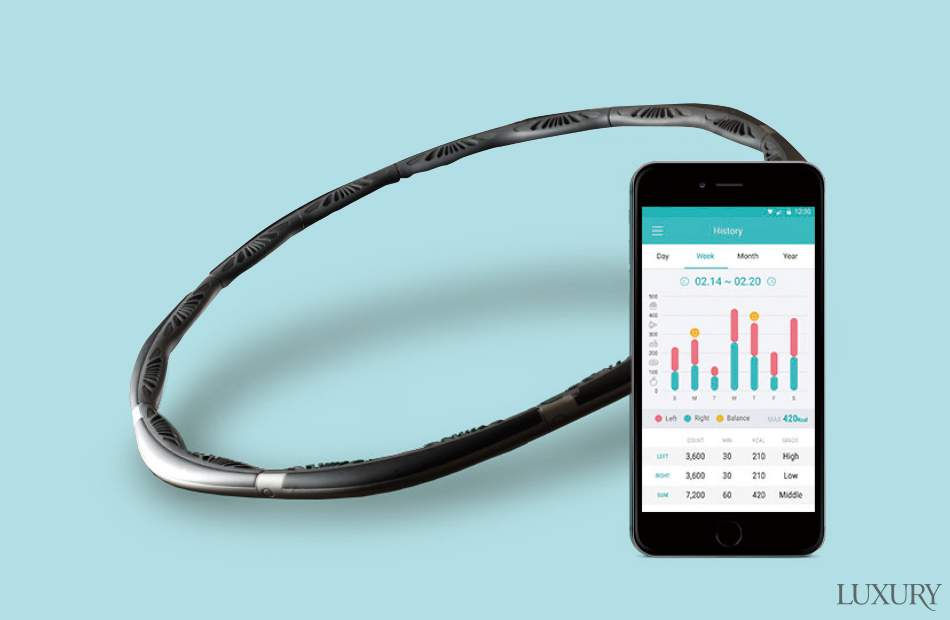 12:30
History
Day Week Month Year
02.14 ~ 02.20
500
400
300
200
100
0
S M T W T F S
Left Right Balance MAX 420Kcal
COUNT MIN KCAL GRADE
LEFT 3,600 30 210 High
RIGHT 3,600 30 210 Low
SUM 7,200 60 420 Middle
LUXURY